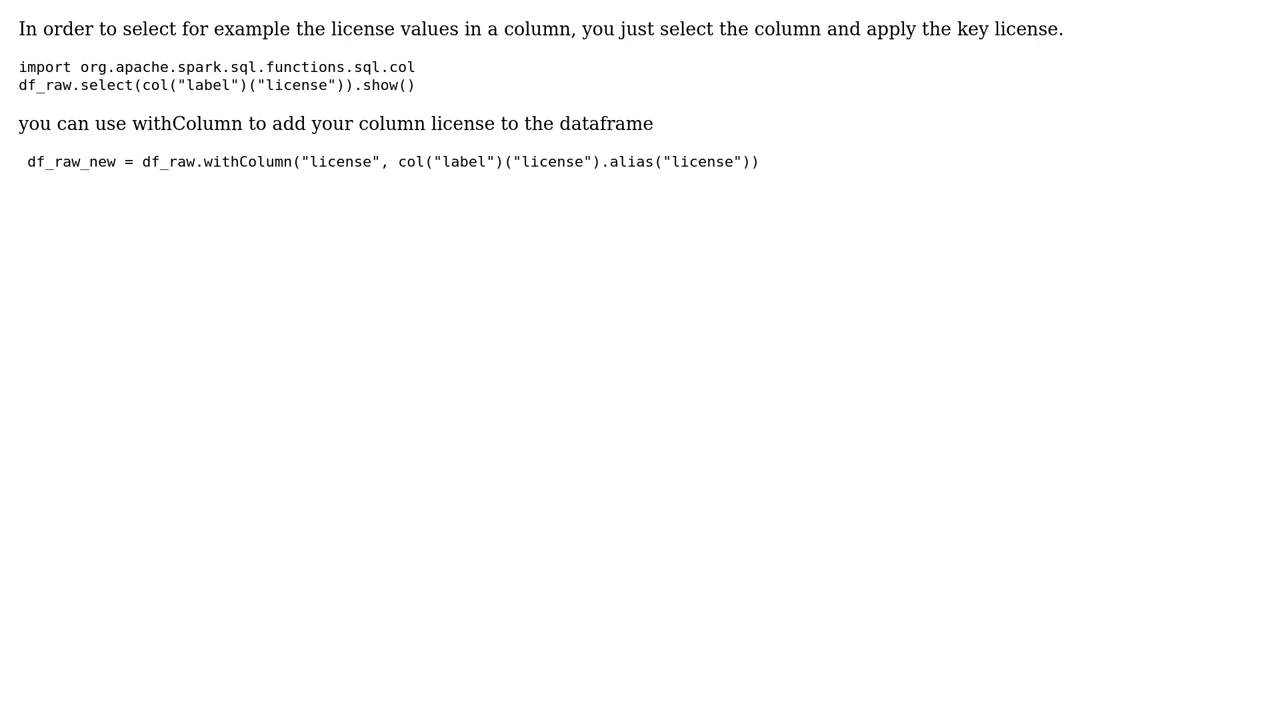 In order to select for example the license values in a column, you just select the column and apply the key license.
import org.apache.spark.sql.functions.sql.col
df_raw.select(col("label")("license")).show()
you can use withColumn to add your column license to the dataframe
df_raw_new = df_raw.withColumn("license", col("label")("license").alias("license"))